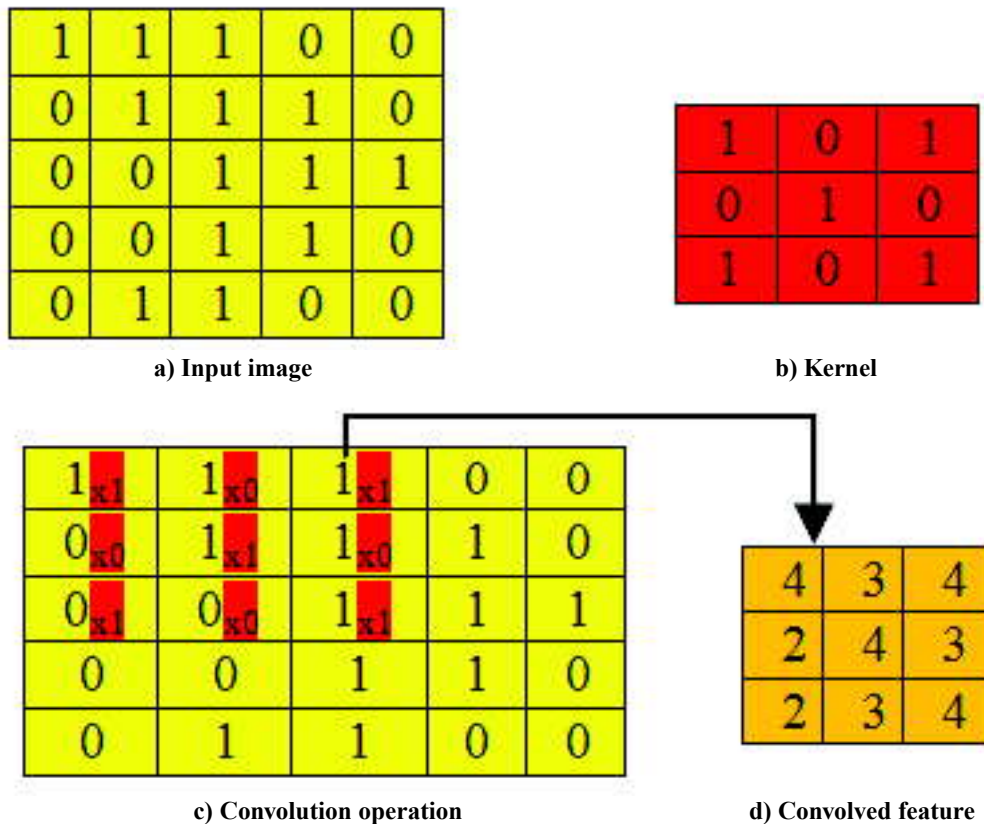 1 1 1 0 0
0 1 1 1 0
0 0 1 1 1
0 0 1 1 0
0 1 1 0 0
a) Input image
1 0 1
0 1 0
1 0 1
b) Kernel
1x1 1x0 1x1 0 0
0x0 1x1 1x0 1 0
0x1 0x0 1x1 1 1
0 0 1 1 0
0 1 1 0 0
c) Convolution operation
4 3 4
2 4 3
2 3 4
d) Convolved feature